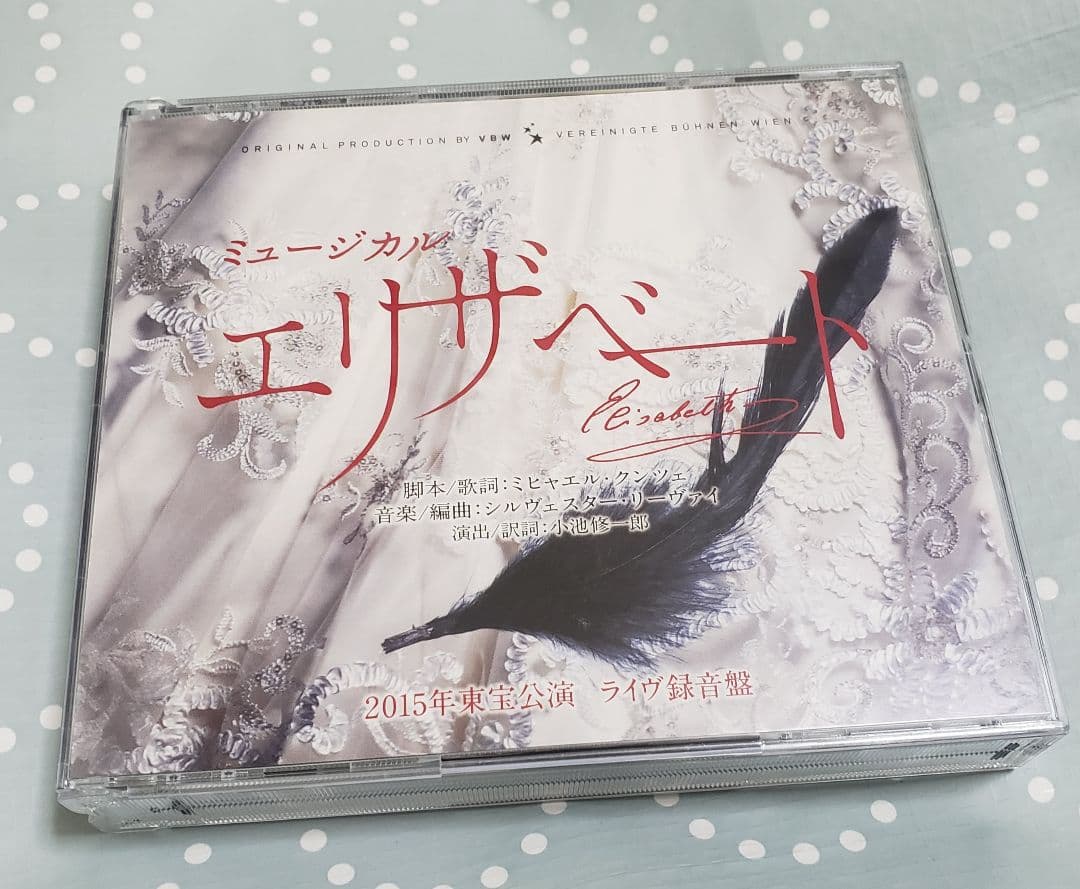 ORIGINAL PRODUCTION BY VBW VEREINIGTE BÜHNEN WIEN
ミュージカル
エリザベート
Elisabeth
脚本/歌詞:ミヒャエル・クンツェ
音楽/編曲:シルヴェスター・リーヴァイ
演出/訳詞:小池修一郎
2015年東宝公演 ライヴ録音盤